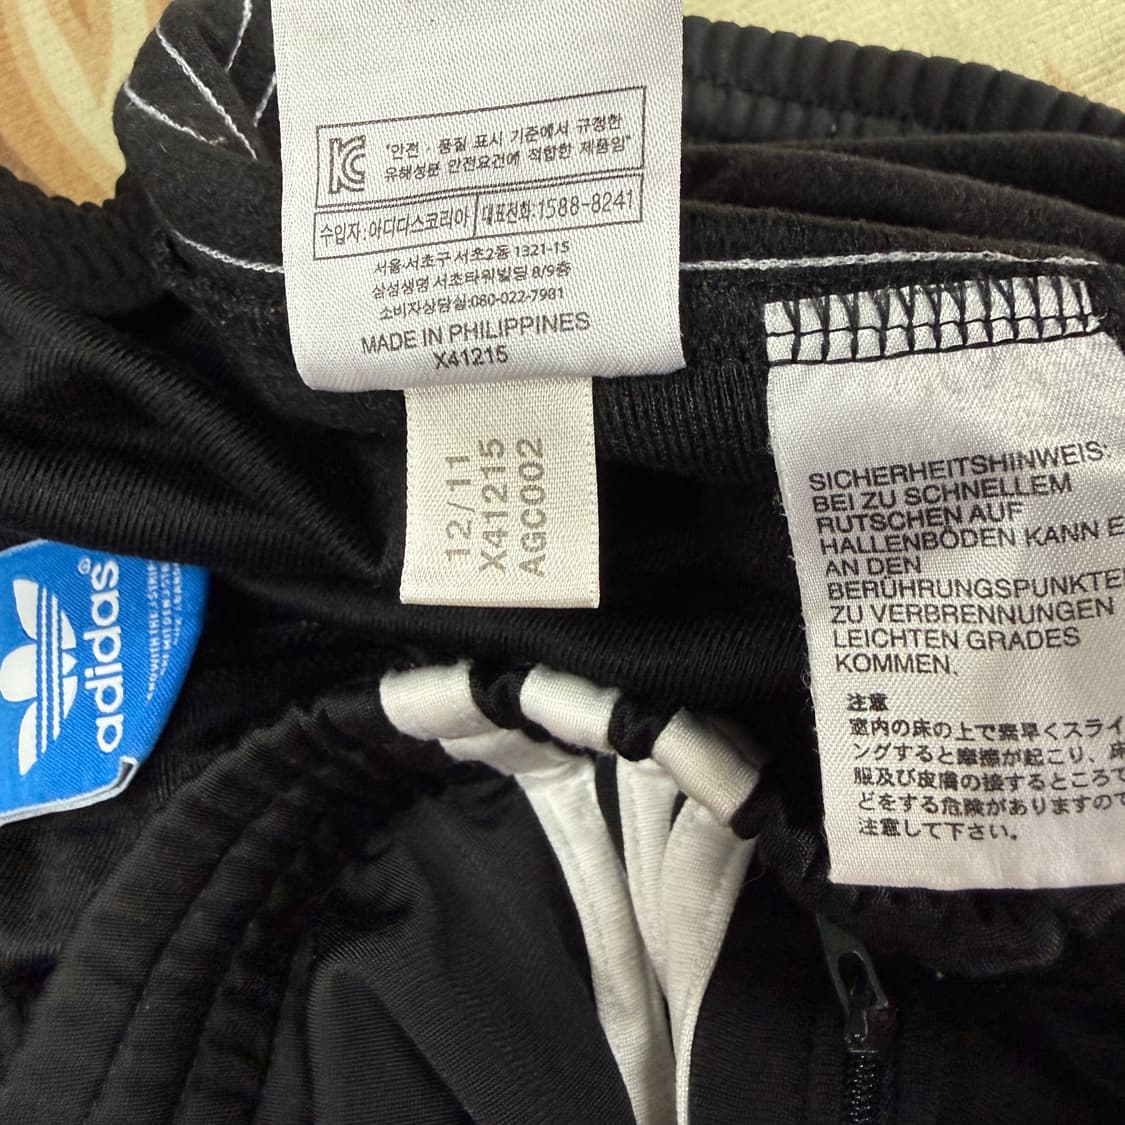 KC
"안전 · 품질 표시 기준에서 규정한
유해성분 안전요건에 적합한 제품임"
수입자:아디다스코리아 대표전화:1588-8241
서울 서초구 서초2동 1321-15
삼성생명 서초타워빌딩 8/9층
소비자상담실:080-022-7981
MADE IN PHILIPPINES
X41215
12/11
X41215
AGC002
adidas®
SICHERHEITSHINWEIS:
BEI ZU SCHNELLEM
RUTSCHEN AUF
HALLENBÖDEN KANN E
AN DEN
BERÜHRUNGSPUNKTE
ZU VERBRENNUNGEN
LEICHTEN GRADES
KOMMEN.
注意
室内の床の上で素早くスライ
ングすると摩擦が起こり、床
服及び皮膚の接するところで
どをする危険がありますので
注意して下さい。